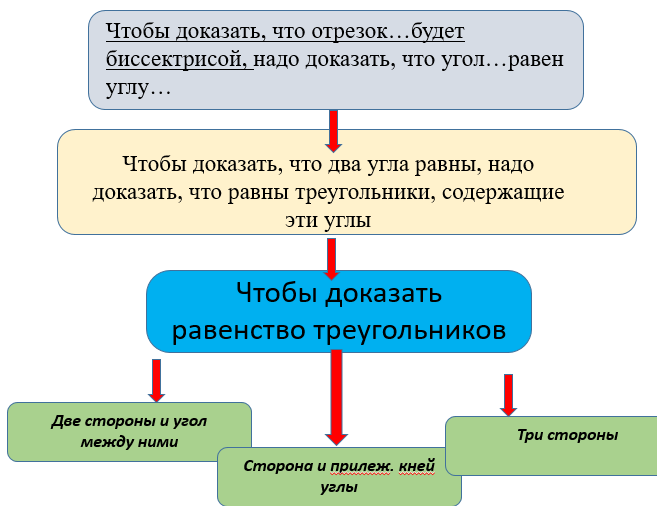 Чтобы доказать, что отрезок…будет
биссектрисой, надо доказать, что угол…равен
углу…
Чтобы доказать, что два угла равны, надо
доказать, что равны треугольники, содержащие
эти углы
Чтобы доказать
равенство треугольников
Две стороны и угол
между ними
Сторона и прилеж. кней
углы
Три стороны